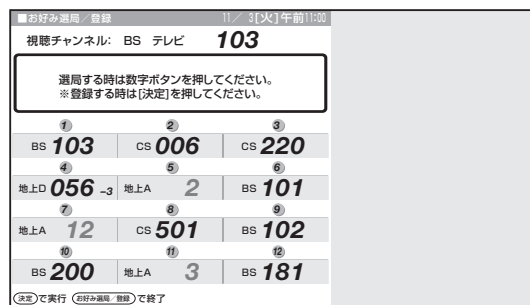 ■お好み選局／登録 11／ 3[火]午前11:00
視聴チャンネル： BS テレビ 103
選局する時は数字ボタンを押してください。
※登録する時は[決定]を押してください。
1 2 3
BS 103 CS 006 CS 220
4 5 6
地上D 056 -3 地上A 2 BS 101
7 8 9
地上A 12 CS 501 BS 102
10 11 12
BS 200 地上A 3 BS 181
決定で実行 お好み選局／登録で終了